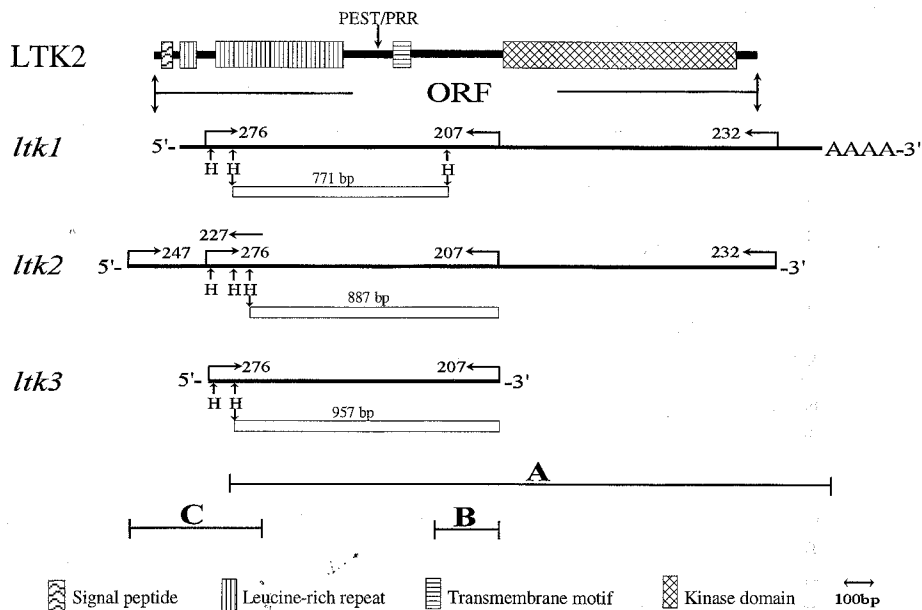 PEST/PRR
LTK2
ORF
ltk1 5'- 276 207 232 AAAA-3'
H H H
771 bp
227
ltk2 5'- 247 276 207 232 -3'
H H H
887 bp
ltk3 5'- 276 207 -3'
H H
957 bp
A
C B
Signal peptide Leucine-rich repeat Transmembrane motif Kinase domain 100bp